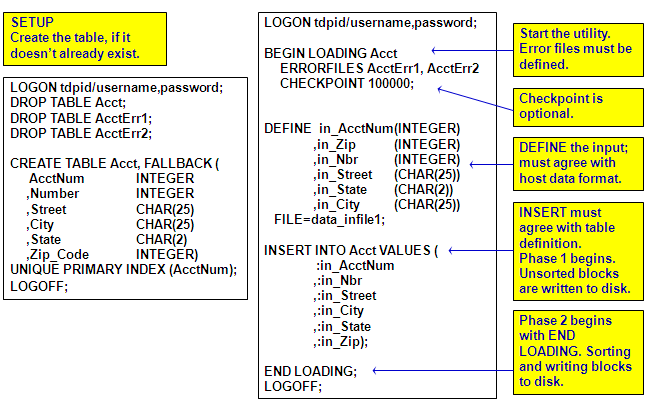 SETUP
Create the table, if it
doesn't already exist.
LOGON tdpid/username,password;
DROP TABLE Acct;
DROP TABLE AcctErr1;
DROP TABLE AcctErr2;
CREATE TABLE Acct, FALLBACK (
AcctNum INTEGER
,Number INTEGER
,Street CHAR(25)
,City CHAR(25)
,State CHAR(2)
,Zip_Code INTEGER)
UNIQUE PRIMARY INDEX (AcctNum);
LOGOFF;
LOGON tdpid/username,password;
BEGIN LOADING Acct
ERRORFILES AcctErr1, AcctErr2
CHECKPOINT 100000;
DEFINE in_AcctNum(INTEGER)
,in_Zip (INTEGER)
,in_Nbr (INTEGER)
,in_Street (CHAR(25))
,in_State (CHAR(2))
,in_City (CHAR(25))
FILE=data_infile1;
INSERT INTO Acct VALUES (
:in_AcctNum
,:in_Nbr
,:in_Street
,:in_City
,:in_State
,:in_Zip);
END LOADING;
LOGOFF;
Start the utility.
Error files must be
defined.
Checkpoint is
optional.
DEFINE the input;
must agree with
host data format.
INSERT must
agree with table
definition.
Phase 1 begins.
Unsorted blocks
are written to disk.
Phase 2 begins
with END
LOADING. Sorting
and writing blocks
to disk.